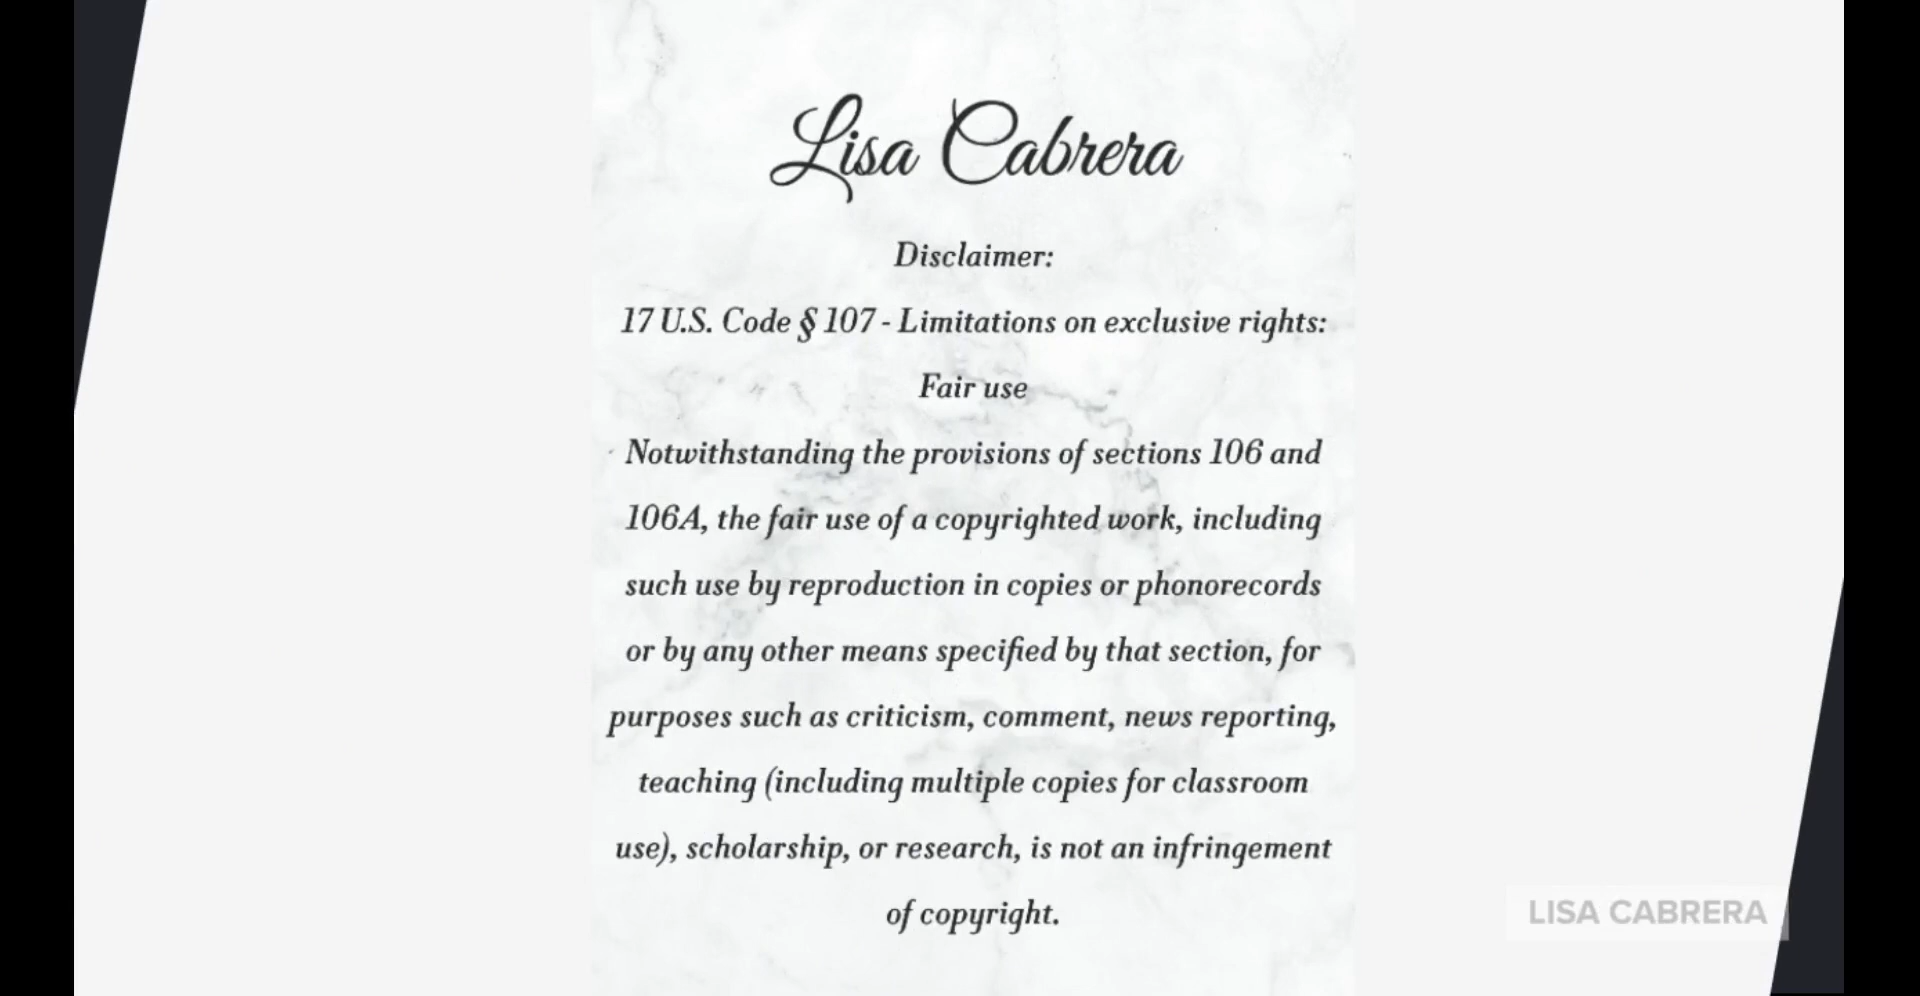 Lisa Cabrera
Disclaimer:
17 U.S. Code § 107 - Limitations on exclusive rights:
Fair use
Notwithstanding the provisions of sections 106 and
106A, the fair use of a copyrighted work, including
such use by reproduction in copies or phonorecords
or by any other means specified by that section, for
purposes such as criticism, comment, news reporting,
teaching (including multiple copies for classroom
use), scholarship, or research, is not an infringement
of copyright.
LISA CABRERA